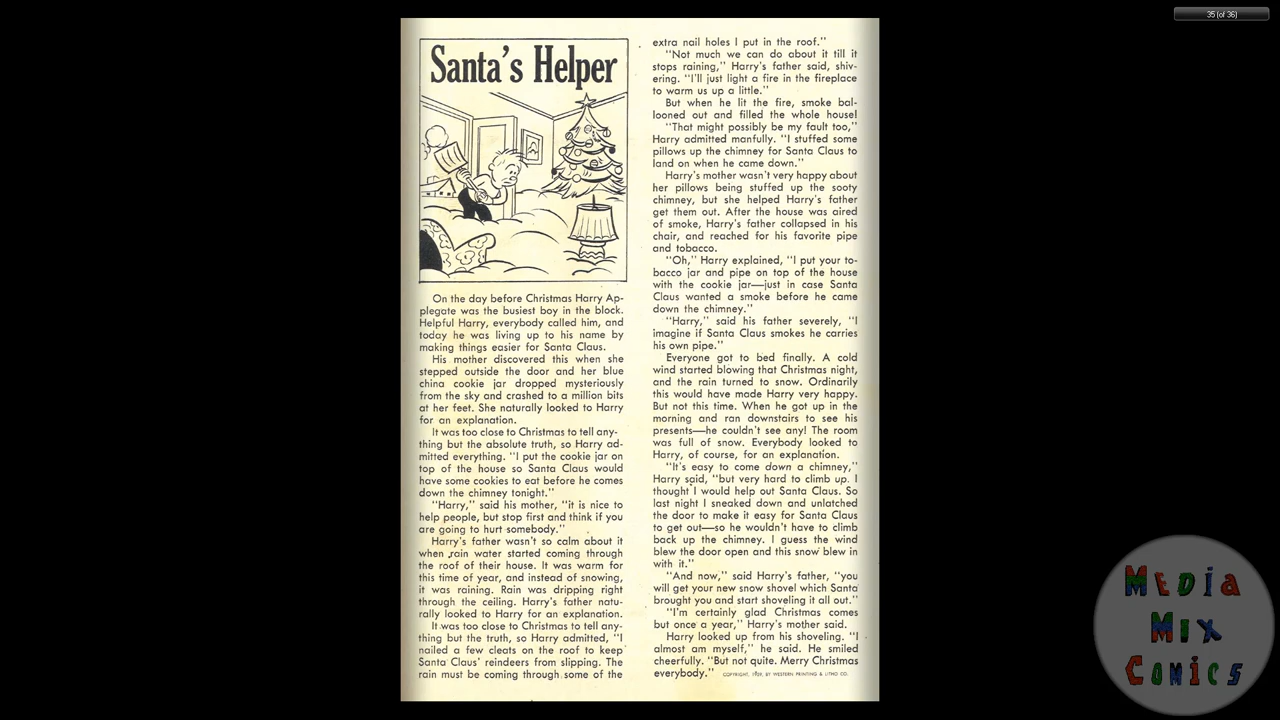 35 (of 36)
Santa's Helper
On the day before Christmas Harry Ap-
plegate was the busiest boy in the block.
Helpful Harry, everybody called him, and
today he was living up to his name by
making things easier for Santa Claus.
His mother discovered this when she
stepped outside the door and her blue
china cookie jar dropped mysteriously
from the sky and crashed to a million bits
at her feet. She naturally looked to Harry
for an explanation.
It was too close to Christmas to tell any-
thing but the absolute truth, so Harry ad-
mitted everything. "I put the cookie jar on
top of the house so Santa Claus would
have some cookies to eat before he comes
down the chimney tonight."
"Harry," said his mother, "it is nice to
help people, but stop first and think if you
are going to hurt somebody."
Harry's father wasn't so calm about it
when rain water started coming through
the roof of their house. It was warm for
this time of year, and instead of snowing,
it was raining. Rain was dripping right
through the ceiling. Harry's father natu-
rally looked to Harry for an explanation.
It was too close to Christmas to tell any-
thing but the truth, so Harry admitted, "I
nailed a few cleats on the roof to keep
Santa Claus' reindeers from slipping. The
rain must be coming through some of the
extra nail holes I put in the roof."
"Not much we can do about it till it
stops raining," Harry's father said, shiv-
ering. "I'll just light a fire in the fireplace
to warm us up a little."
But when he lit the fire, smoke bal-
looned out and filled the whole house!
"That might possibly be my fault too,"
Harry admitted manfully. "I stuffed some
pillows up the chimney for Santa Claus to
land on when he came down."
Harry's mother wasn't very happy about
her pillows being stuffed up the sooty
chimney, but she helped Harry's father
get them out. After the house was aired
of smoke, Harry's father collapsed in his
chair, and reached for his favorite pipe
and tobacco.
"Oh," Harry explained, "I put your to-
bacco jar and pipe on top of the house
with the cookie jar—just in case Santa
Claus wanted a smoke before he came
down the chimney."
"Harry," said his father severely, "I
imagine if Santa Claus smokes he carries
his own pipe."
Everyone got to bed finally. A cold
wind started blowing that Christmas night,
and the rain turned to snow. Ordinarily
this would have made Harry very happy.
But not this time. When he got up in the
morning and ran downstairs to see his
presents—he couldn't see any! The room
was full of snow. Everybody looked to
Harry, of course, for an explanation.
"It's easy to come down a chimney,"
Harry said, "but very hard to climb up. I
thought I would help out Santa Claus. So
last night I sneaked down and unlatched
the door to make it easy for Santa Claus
to get out—so he wouldn't have to climb
back up the chimney. I guess the wind
blew the door open and this snow blew in
with it."
"And now," said Harry's father, "you
will get your new snow shovel which Santa
brought you and start shoveling it all out."
"I'm certainly glad Christmas comes
but once a year," Harry's mother said.
Harry looked up from his shoveling. "I
almost am myself," he said. He smiled
cheerfully. "But not quite. Merry Christmas
everybody."
COPYRIGHT, 1959, BY WESTERN PRINTING & LITHO CO.
MEDIA
MIX
COMICS